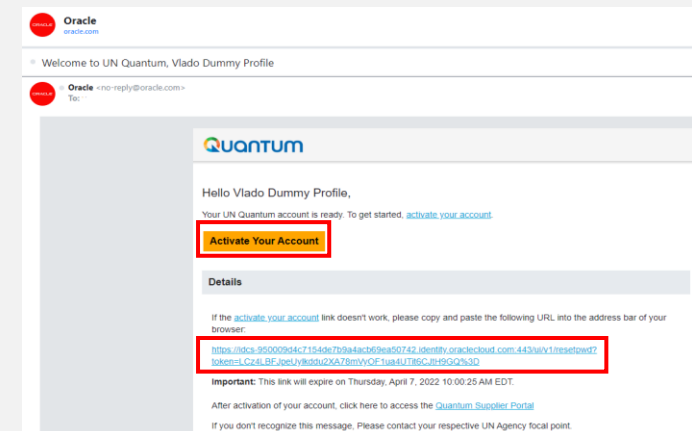 Oracle
ORACLE
oracle.com
Welcome to UN Quantum, Vlado Dummy Profile
Oracle <no-reply@oracle.com>
ORACLE
To:
Quantum
Hello Vlado Dummy Profile,
Your UN Quantum account is ready. To get started, activate your account.
Activate Your Account
Details
If the activate your account link doesn't work, please copy and paste the following URL into the address bar of your
browser:
https://idcs-950009d4c7154de7b9a4acb69ea50742.identity.oraclecloud.com:443/ui/v1/resetpwd?
Important: This link will expire on Thursday, April 7, 2022 10:00:25 AM EDT.
After activation of your account, click here to access the Quantum Supplier Portal
If you don't recognize this message, Please contact your respective UN Agency focal point.